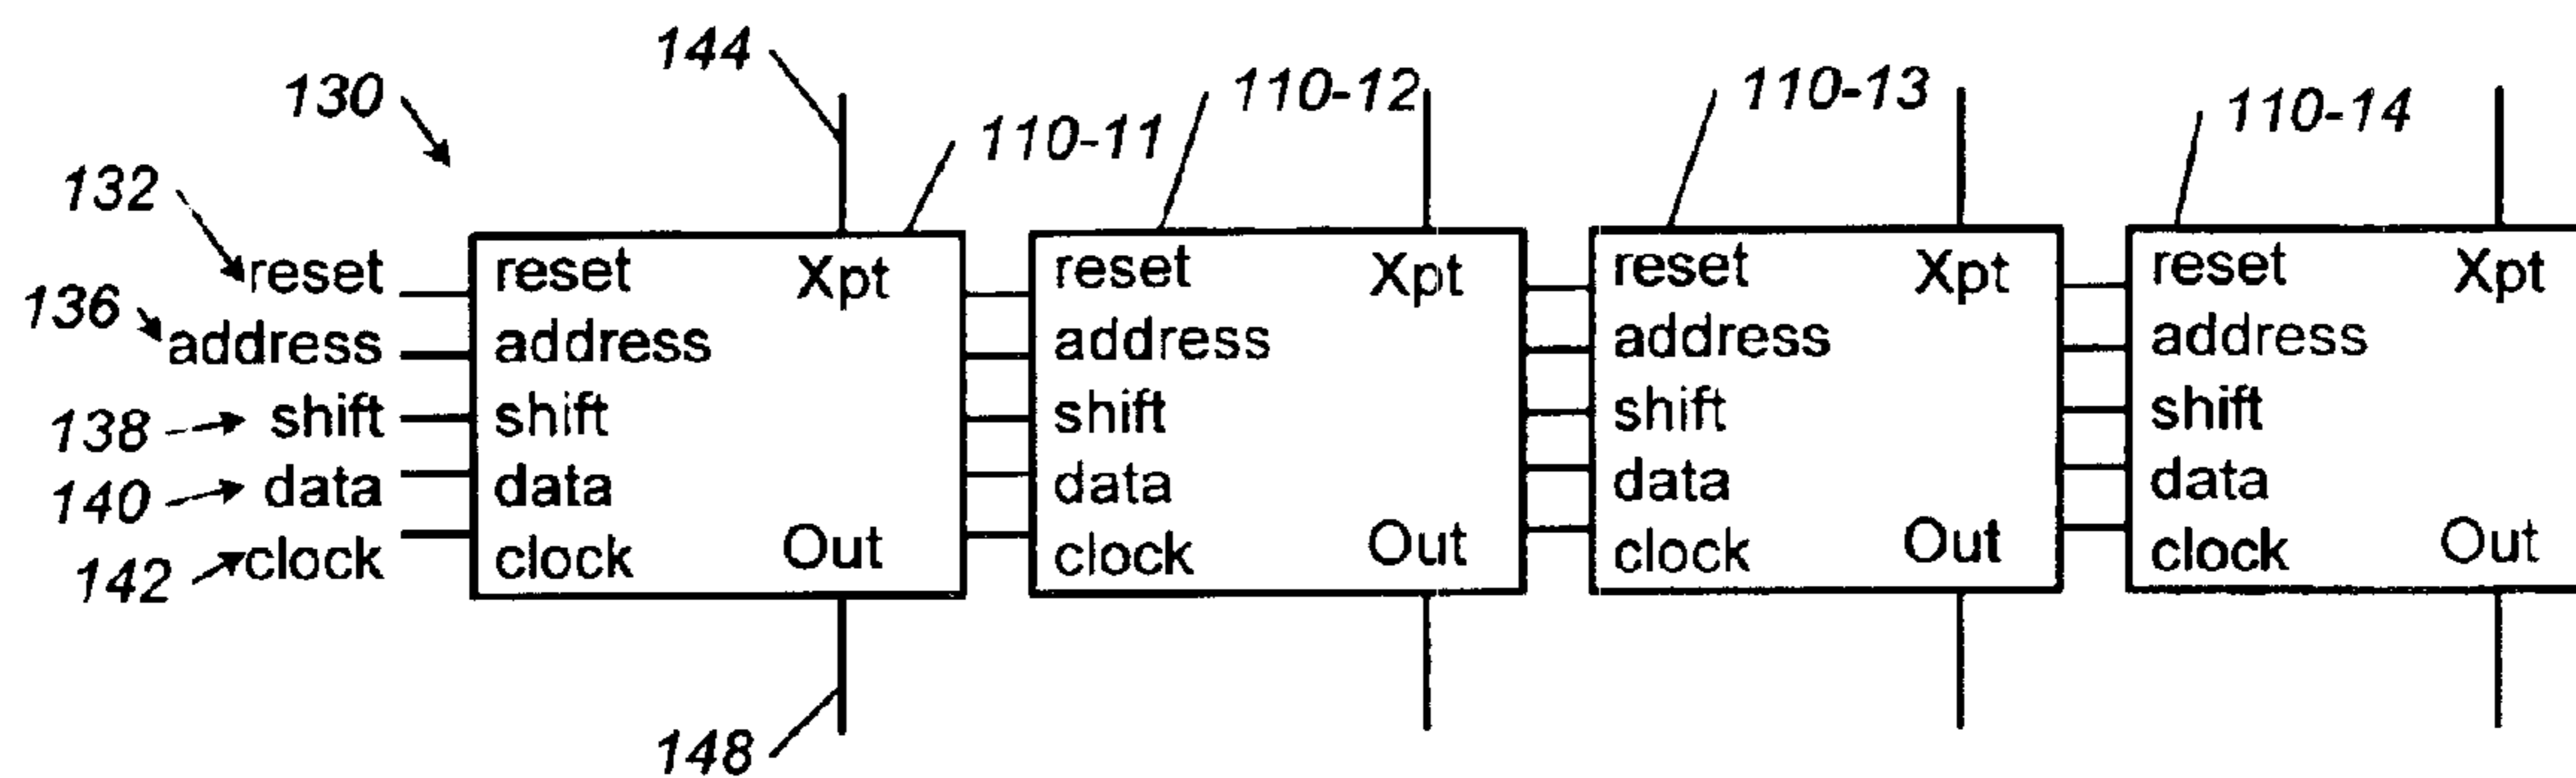 144
130
110-11
110-12
110-13
110-14
132
136
138
140
142
reset
address
shift
data
clock
reset Xpt
address
shift
data
clock Out
reset Xpt
address
shift
data
clock Out
reset Xpt
address
shift
data
clock Out
reset Xpt
address
shift
data
clock Out
148